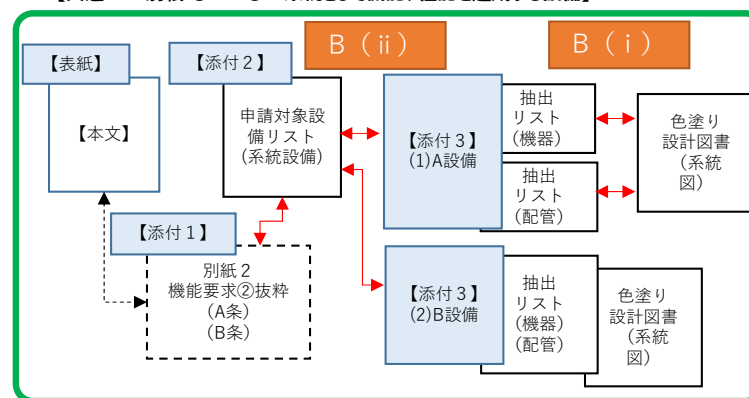 B（ii）
B（i）
【表紙】
【本文】
【添付２】
申請対象設
備リスト
(系統設備)
【添付１】
別紙２
機能要求②抜粋
(A条)
(B条)
【添付３】
(1)A設備
抽出
リスト
(機器)
抽出
リスト
(配管)
色塗り
設計図書
（系統
図）
【添付３】
(2)B設備
抽出
リスト
(機器)
(配管)
色塗り
設計図書
（系統
図）